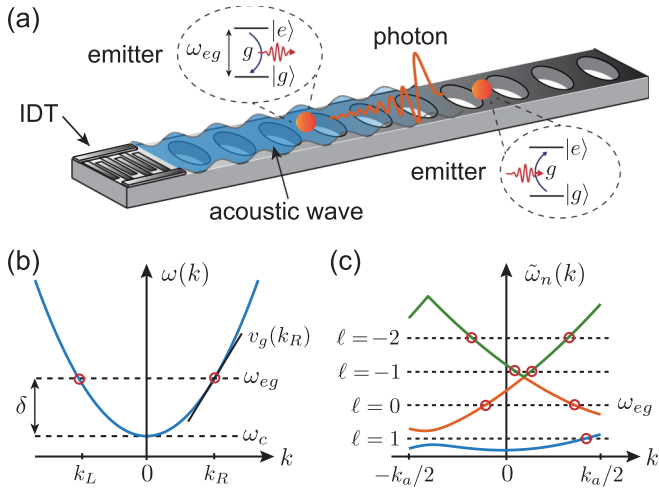 (a)
emitter
ω_eg
g
|e⟩
|g⟩
photon
IDT
acoustic wave
emitter
|e⟩
g
|g⟩
(b)
ω(k)
v_g(k_R)
ω_eg
δ
ω_c
k_L
0
k_R
k
(c)
ω̃_n(k)
ℓ = −2
ℓ = −1
ℓ = 0
ω_eg
ℓ = 1
−k_a/2
0
k_a/2
k